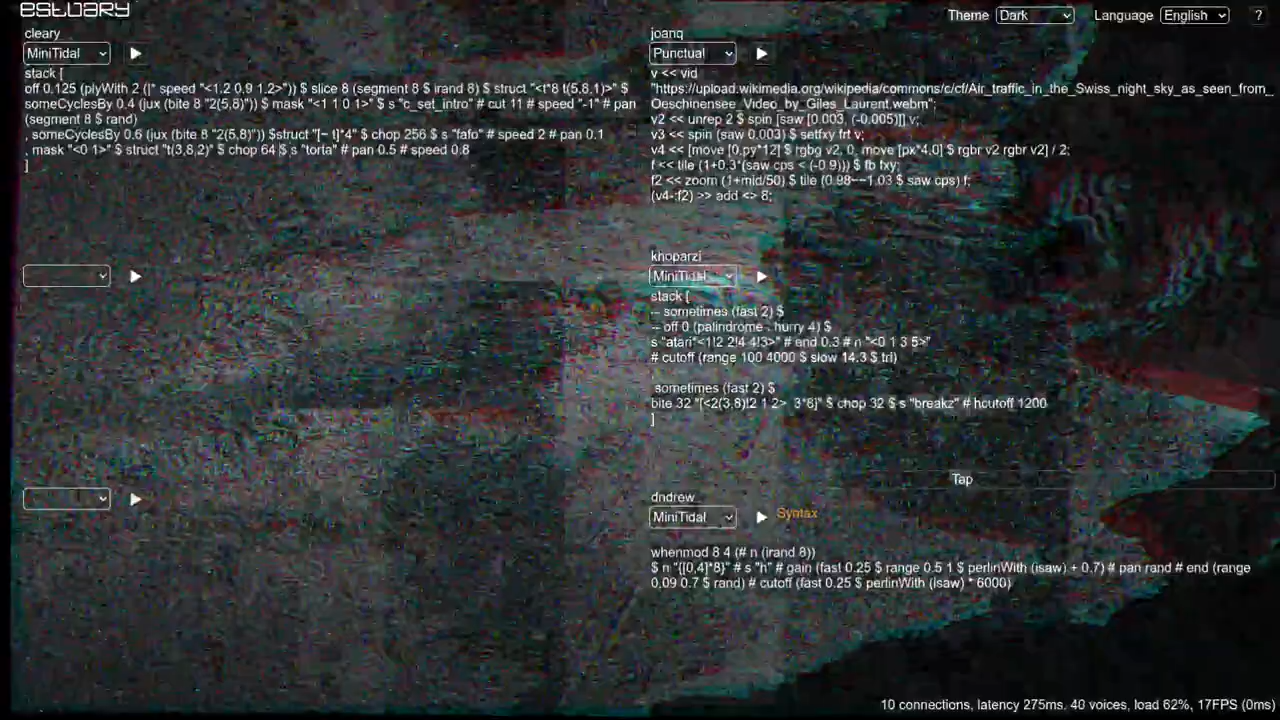 estuary
Theme Dark Language English ?
cleary
MiniTidal
stack [
off 0.125 (plyWith 2 (|* speed "<1.2 0.9 1.2>")) $ slice 8 (segment 8 $ irand 8) $ struct "<t*8 t(5,8,1)>" $
someCyclesBy 0.4 (jux (bite 8 "2(5,8)")) $ mask "<1 1 0 1>" $ s "c_set_intro" # cut 11 # speed "-1" # pan
(segment 8 $ rand)
, someCyclesBy 0.6 (jux (bite 8 "2(5,8)")) $struct "[~ t]*4" $ chop 256 $ s "fafo" # speed 2 # pan 0.1
, mask "<0 1>" $ struct "t(3,8,2)" $ chop 64 $ s "torta" # pan 0.5 # speed 0.8
]
joanq
Punctual
v << vid
"https://upload.wikimedia.org/wikipedia/commons/c/cf/Air_traffic_in_the_Swiss_night_sky_as_seen_from_
Oeschinensee_Video_by_Giles_Laurent.webm";
v2 << unrep 2 $ spin [saw [0.003, (-0.005)]] v;
v3 << spin (saw 0.003) $ setfxy frt v;
v4 << [move [0,py*12] $ rgbg v2, 0, move [px*4,0] $ rgbr v2 rgbr v2] / 2;
f << tile (1+0.3*(saw cps < (-0.9))) $ fb fxy;
f2 << zoom (1+mid/50) $ tile (0.98~~1.03 $ saw cps) f;
(v4-:f2) >> add <> 8;
khoparzi
MiniTidal
stack [
-- sometimes (fast 2) $
-- off 0 (palindrome . hurry 4) $
s "atari*<1!2 2!4 4!3>" # end 0.3 # n "<0 1 3 5>"
# cutoff (range 100 4000 $ slow 14.3 $ tri)
,
sometimes (fast 2) $
bite 32 "[<2(3,8)!2 1 2>  3*8]" $ chop 32 $ s "breakz" # hcutoff 1200
]
Tap
dndrew
MiniTidal Syntax
whenmod 8 4 (# n (irand 8))
$ n "{[0,4]*8}" # s "h" # gain (fast 0.25 $ range 0.5 1 $ perlinWith (isaw) + 0.7) # pan rand # end (range
0.09 0.7 $ rand) # cutoff (fast 0.25 $ perlinWith (isaw) * 6000)
10 connections, latency 275ms. 40 voices, load 62%, 17FPS (0ms)